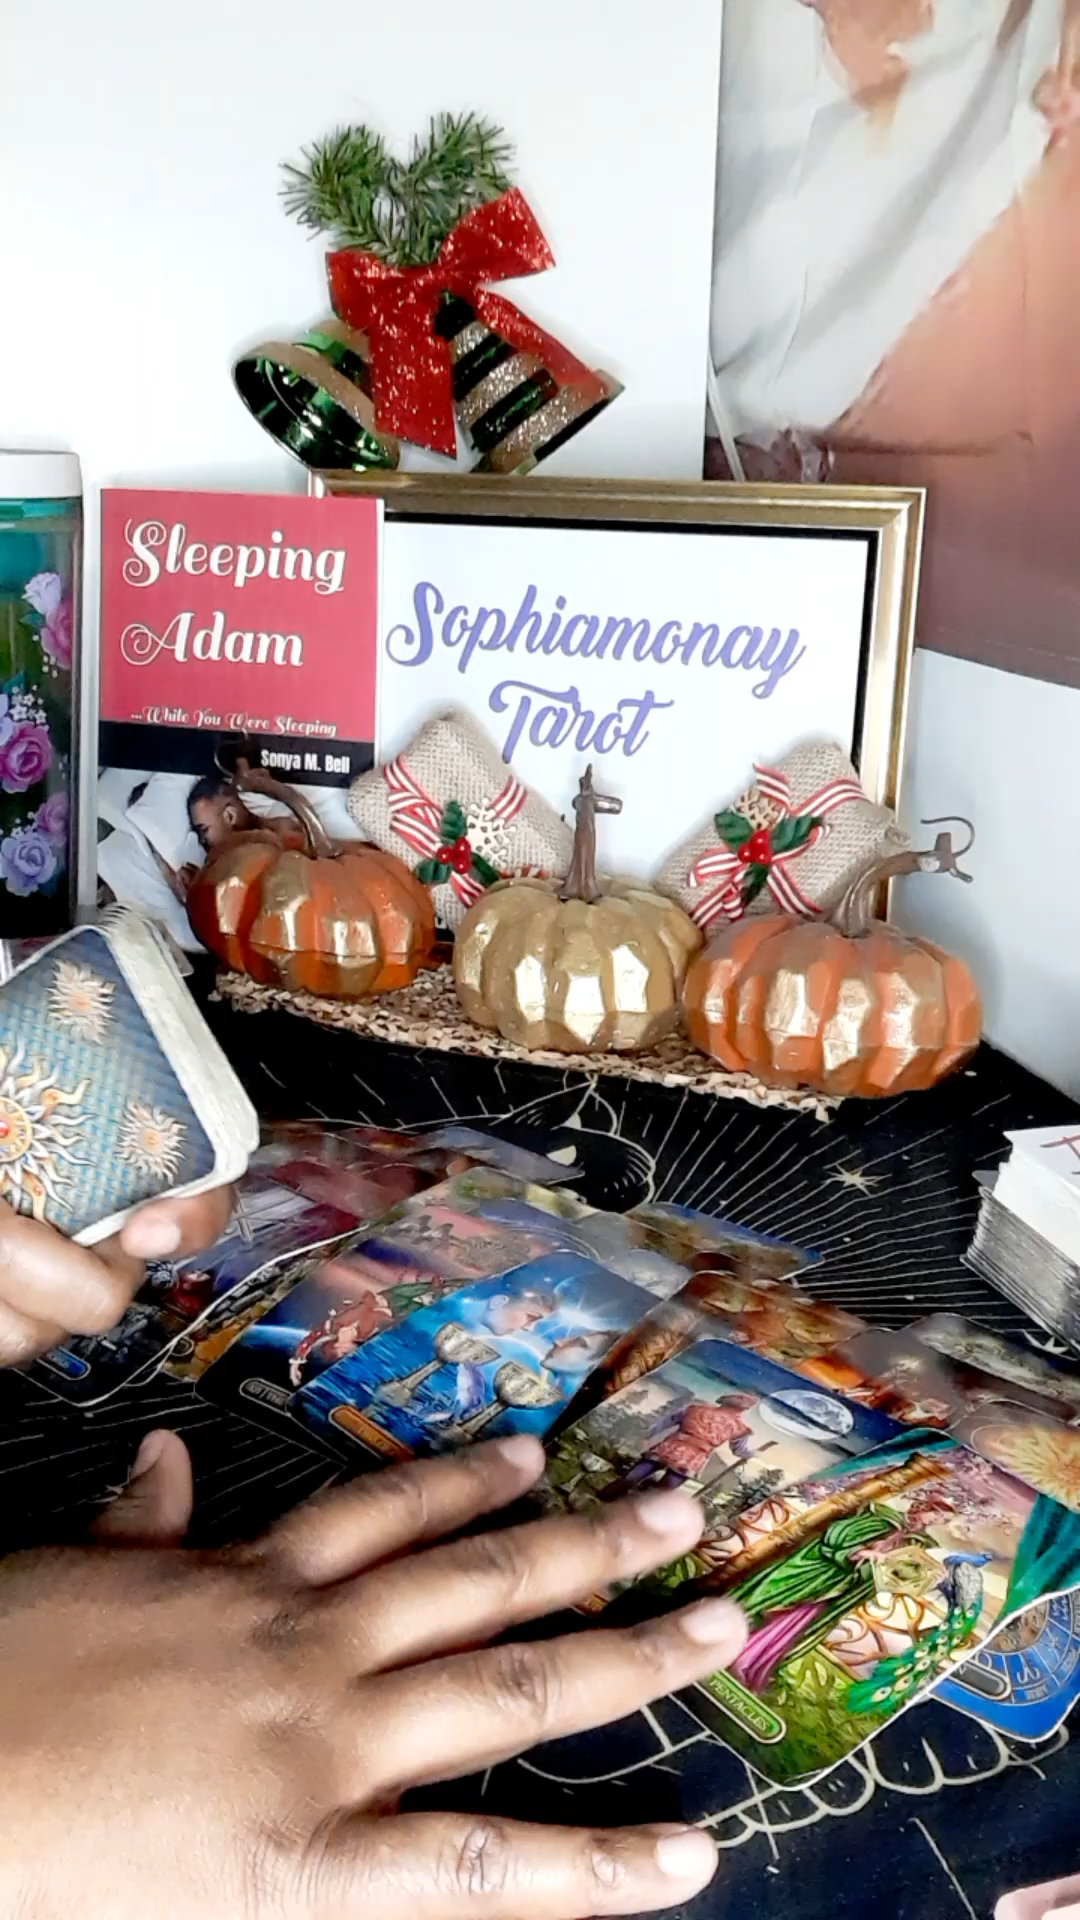 Sleeping
Adam
...While You Were Sleeping
Sonya M. Bell
Sophiamonay
Tarot
PENTACLES